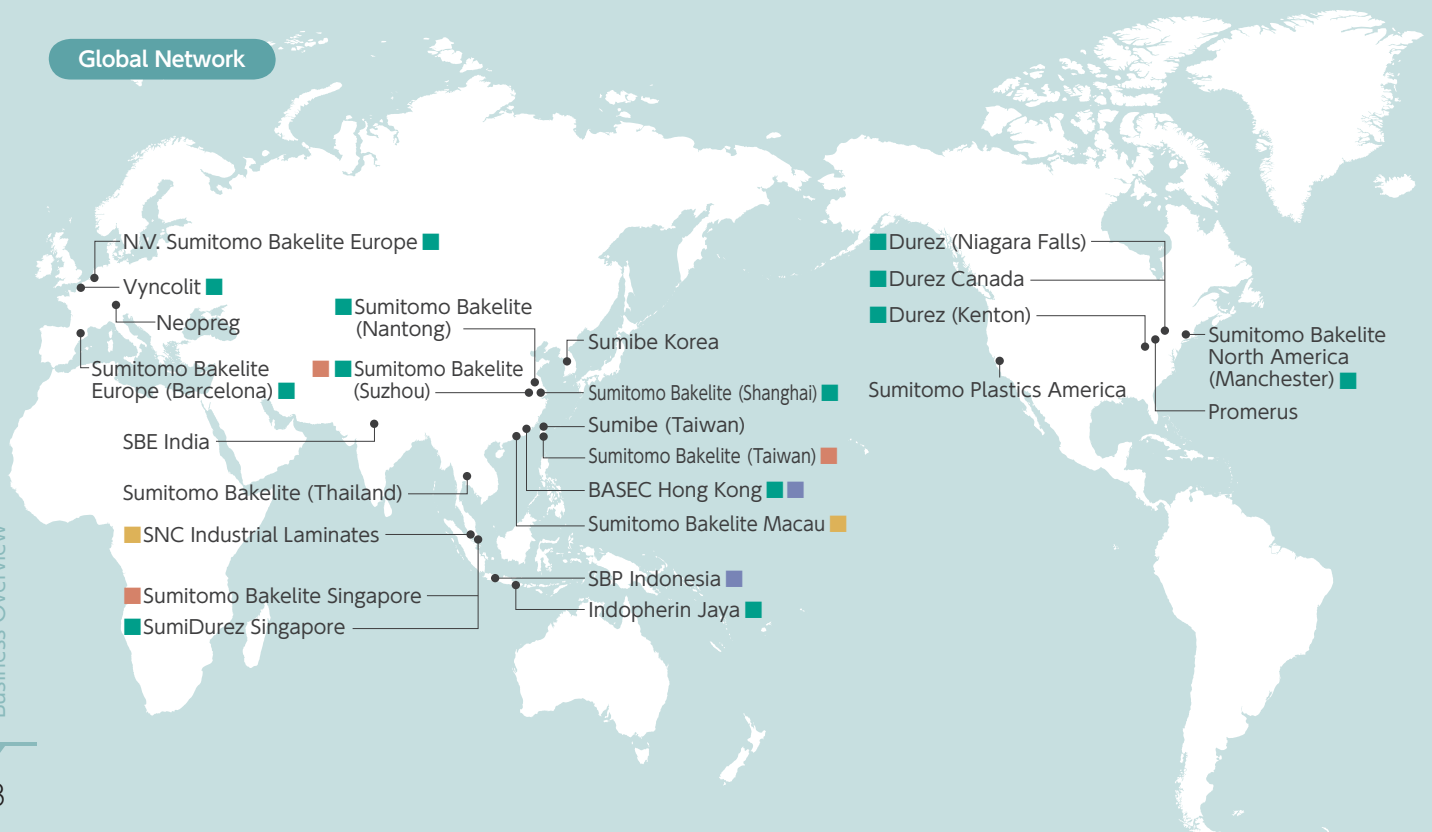 Global Network
N.V. Sumitomo Bakelite Europe
Vyncolit
Neopreg
Sumitomo Bakelite
Europe (Barcelona)
SBE India
Sumitomo Bakelite (Thailand)
SNC Industrial Laminates
Sumitomo Bakelite Singapore
SumiDurez Singapore
Sumitomo Bakelite
(Nantong)
Sumitomo Bakelite
(Suzhou)
Sumibe Korea
Sumitomo Bakelite (Shanghai)
Sumibe (Taiwan)
Sumitomo Bakelite (Taiwan)
BASEC Hong Kong
Sumitomo Bakelite Macau
SBP Indonesia
Indopherin Jaya
Durez (Niagara Falls)
Durez Canada
Durez (Kenton)
Sumitomo Plastics America
Sumitomo Bakelite
North America
(Manchester)
Promerus
Business Overview